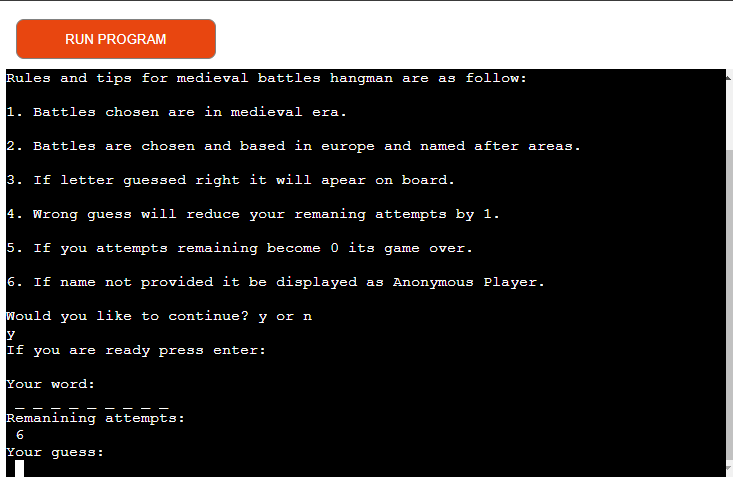 RUN PROGRAM
Rules and tips for medieval battles hangman are as follow:
1. Battles chosen are in medieval era.
2. Battles are chosen and based in europe and named after areas.
3. If letter guessed right it will apear on board.
4. Wrong guess will reduce your remaning attempts by 1.
5. If you attempts remaining become 0 its game over.
6. If name not provided it be displayed as Anonymous Player.
Would you like to continue? y or n
y
If you are ready press enter:
Your word:
_ _ _ _ _ _ _ _ _
Remanining attempts:
6
Your guess: